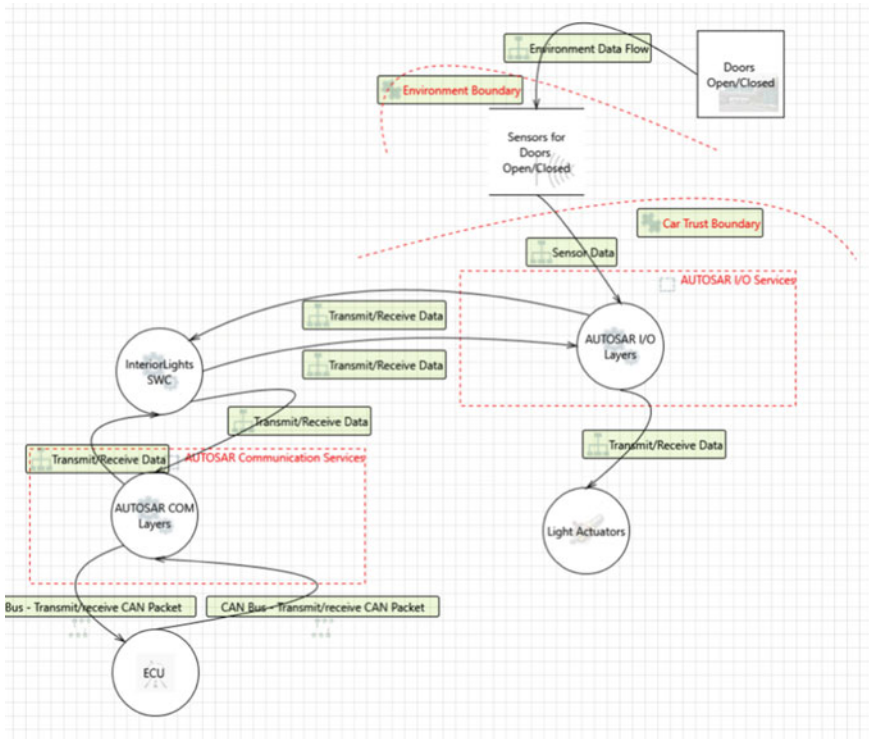 Environment Data Flow
Doors
Open/Closed
Environment Boundary
Sensors for
Doors
Open/Closed
Car Trust Boundary
Sensor Data
AUTOSAR I/O Services
Transmit/Receive Data
AUTOSAR I/O
Layers
InteriorLights
SWC
Transmit/Receive Data
Transmit/Receive Data
Transmit/Receive Data
Transmit/Receive Data
AUTOSAR Communication Services
AUTOSAR COM
Layers
Light Actuators
Bus - Transmit/receive CAN Packet
CAN Bus - Transmit/receive CAN Packet
ECU